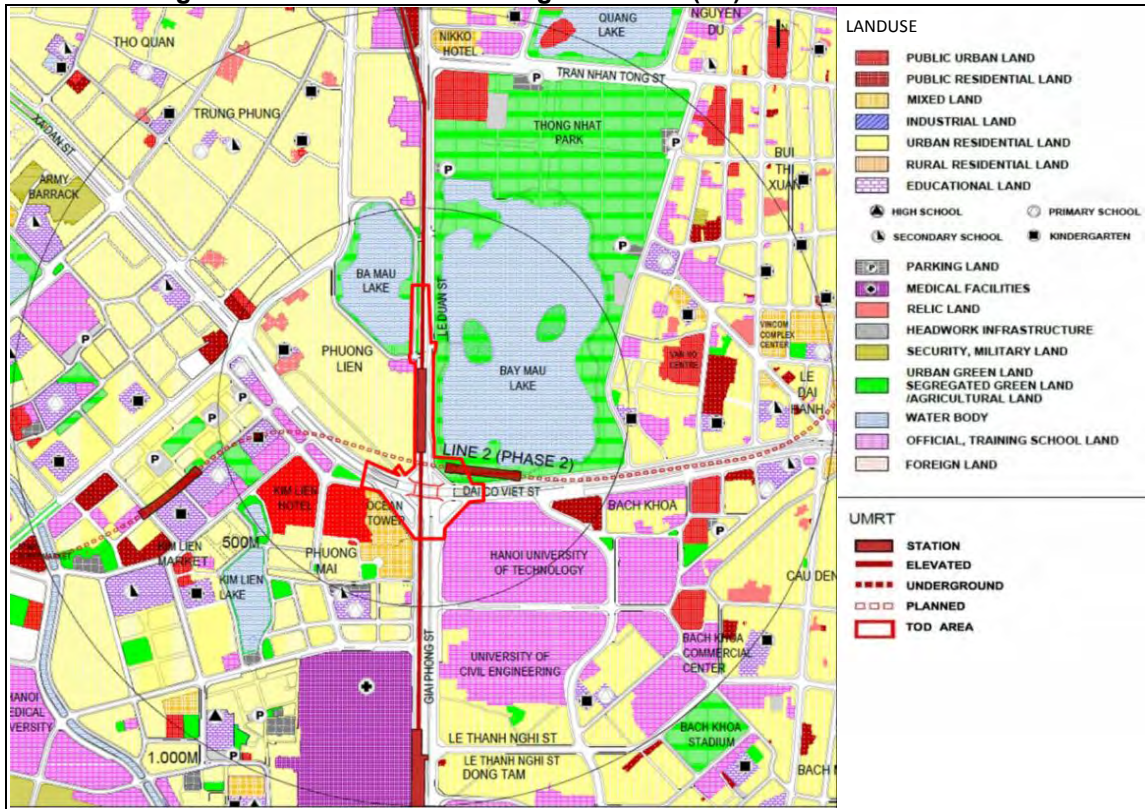 THO QUAN
TRUNG PHUNG
XADAN ST
ARMY
BARRACK
NIKKO
HOTEL
QUANG
LAKE
NGUYEN
DU
TRAN NHAN TONG ST
P
THONG NHAT
PARK
P
P
P
BUI
THI
XUAN
BA MAU
LAKE
LE DUAN ST
BAY MAU
LAKE
PHUONG
LIEN
VAN HO
CENTRE
VINCOM
COMPLEX
CENTER
LE
DAI
HANH
P
P
LINE 2 (PHASE 2)
DAI CO VIET ST
KIM LIEN
HOTEL
OCEAN
TOWER
BACH KHOA
P
500M
KIM LIEN
MARKET
PHUONG
MAI
KIM LIEN
LAKE
HANOI UNIVERSITY
OF TECHNOLOGY
CAU DEN
UNIVERSITY OF
CIVIL ENGINEERING
GIAI PHONG ST
BACH KHOA
COMMERCIAL
CENTER
HANOI
MEDICAL
VERSITY
P
P
1.000M
LE THANH NGHI ST
LE THANH NGHI ST
DONG TAM
BACH KHOA
STADIUM
BACH
LANDUSE
PUBLIC URBAN LAND
PUBLIC RESIDENTIAL LAND
MIXED LAND
INDUSTRIAL LAND
URBAN RESIDENTIAL LAND
RURAL RESIDENTIAL LAND
EDUCATIONAL LAND
HIGH SCHOOL
PRIMARY SCHOOL
SECONDARY SCHOOL
KINDERGARTEN
P PARKING LAND
MEDICAL FACILITIES
RELIC LAND
HEADWORK INFRASTRUCTURE
SECURITY, MILITARY LAND
URBAN GREEN LAND
SEGREGATED GREEN LAND
/AGRICULTURAL LAND
WATER BODY
OFFICIAL, TRAINING SCHOOL LAND
FOREIGN LAND
UMRT
STATION
ELEVATED
UNDERGROUND
PLANNED
TOD AREA